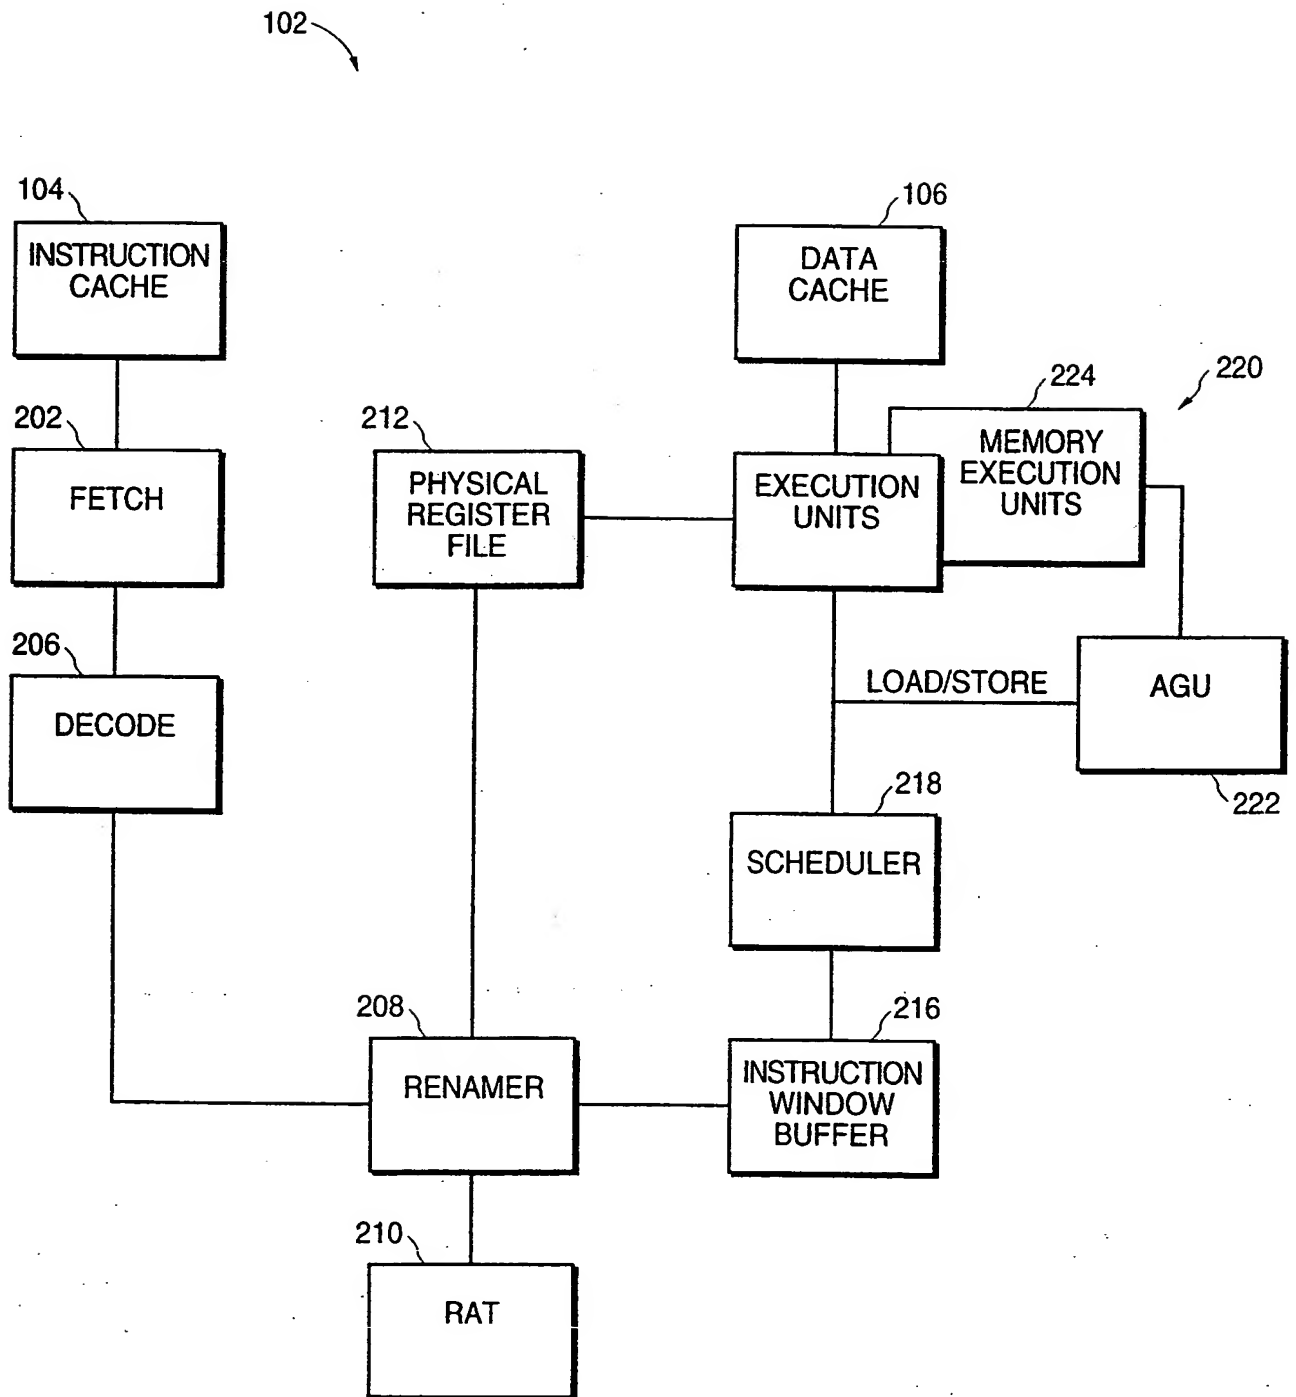 102
104
INSTRUCTION
CACHE
106
DATA
CACHE
202
FETCH
212
PHYSICAL
REGISTER
FILE
EXECUTION
UNITS
224
MEMORY
EXECUTION
UNITS
220
206
DECODE
LOAD/STORE
AGU
222
218
SCHEDULER
208
RENAMER
216
INSTRUCTION
WINDOW
BUFFER
210
RAT